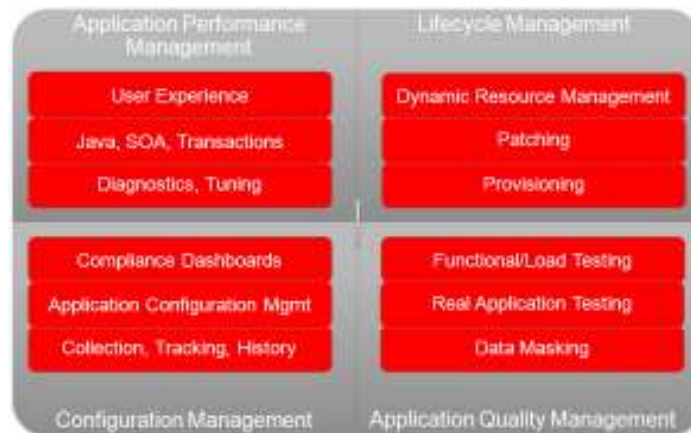 Application Performance
Management
User Experience
Java, SOA, Transactions
Diagnostics, Tuning
Lifecycle Management
Dynamic Resource Management
Patching
Provisioning
Compliance Dashboards
Application Configuration Mgmt
Collection, Tracking, History
Configuration Management
Functional/Load Testing
Real Application Testing
Data Masking
Application Quality Management